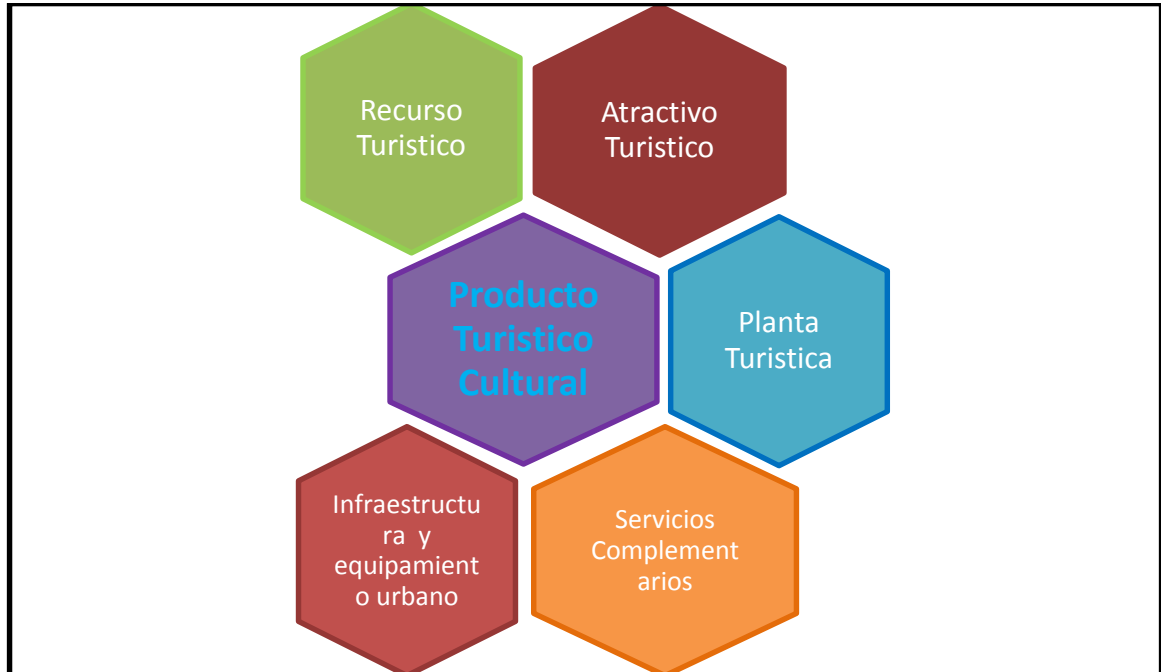 Recurso
Turistico
Atractivo
Turistico
Producto
Turistico
Cultural
Planta
Turistica
Infraestructu
ra y
equipamient
o urbano
Servicios
Complement
arios